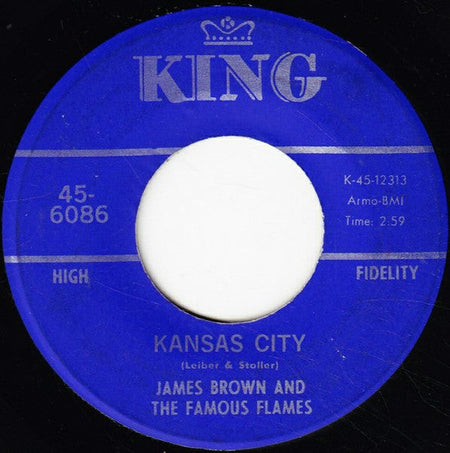 K
KING
45-
6086
K-45-12313
Armo-BMI
Time: 2.59
HIGH
FIDELITY
KANSAS CITY
(Leiber & Stoller)
JAMES BROWN AND
THE FAMOUS FLAMES